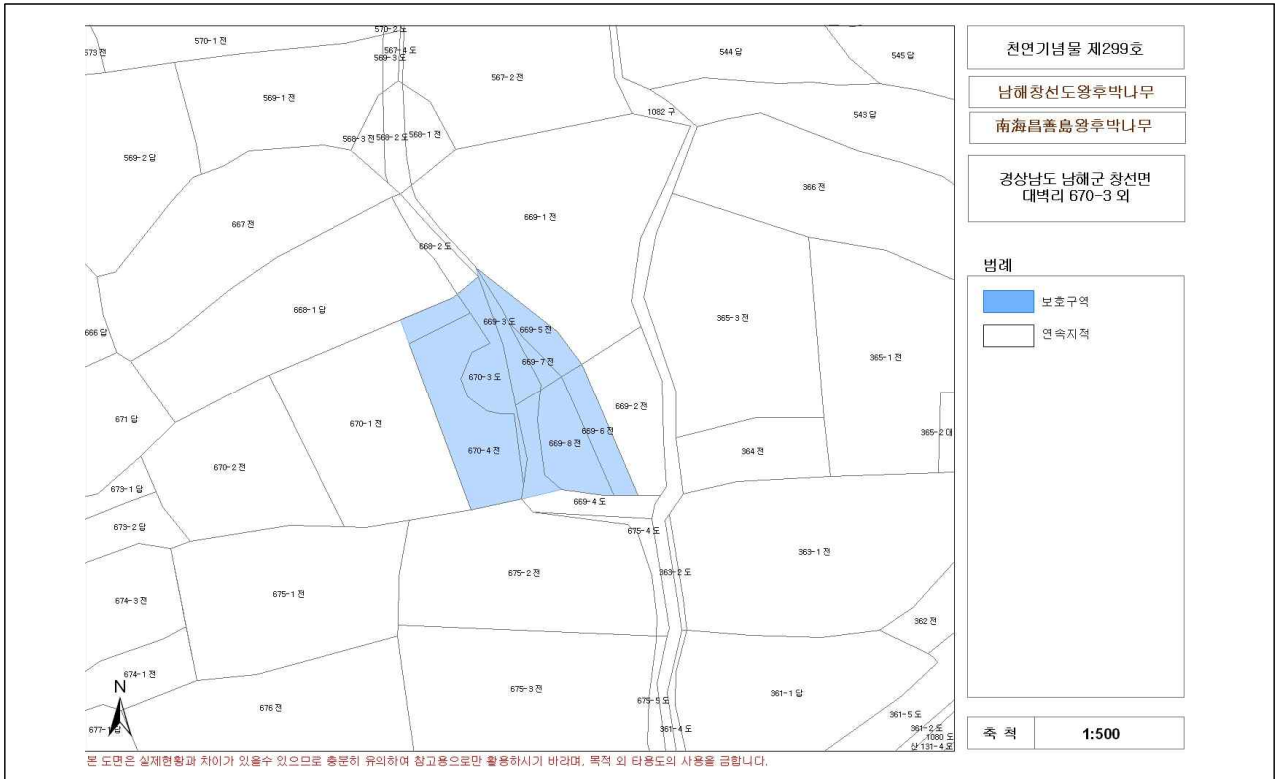 천연기념물 제299호
남해창선도왕후박나무
南海昌善島왕후박나무
경상남도 남해군 창선면
대벽리 670-3 외
범례
보호구역
연속지적
축 척 1:500
570-2 도
570-1 전
573 전
567-4 도
569-3 도
544 답
545 답
567-2 전
569-1 전
1082 구
543 답
568-3 전
568-2 도
568-1 전
569-2 답
366 전
667 전
669-1 전
668-2 도
668-1 답
365-3 전
669-3 도
669-5 전
666 답
365-1 전
669-7 전
670-3 도
669-2 전
671 답
670-1 전
669-6 전
365-2 대
669-8 전
670-4 전
364 전
670-2 전
673-1 답
669-4 도
673-2 답
675-4 도
363-1 전
675-2 전
363-2 도
674-3 전
675-1 전
362 전
674-1 전
675-3 전
361-1 답
N
676 전
675-5 도
361-5 도
677-1 답
361-4 도
361-2 도
1080 도
산 131-4 도
본 도면은 실제현황과 차이가 있을수 있으므로 충분히 유의하여 참고용으로만 활용하시기 바라며, 목적 외 타용도의 사용을 금합니다.